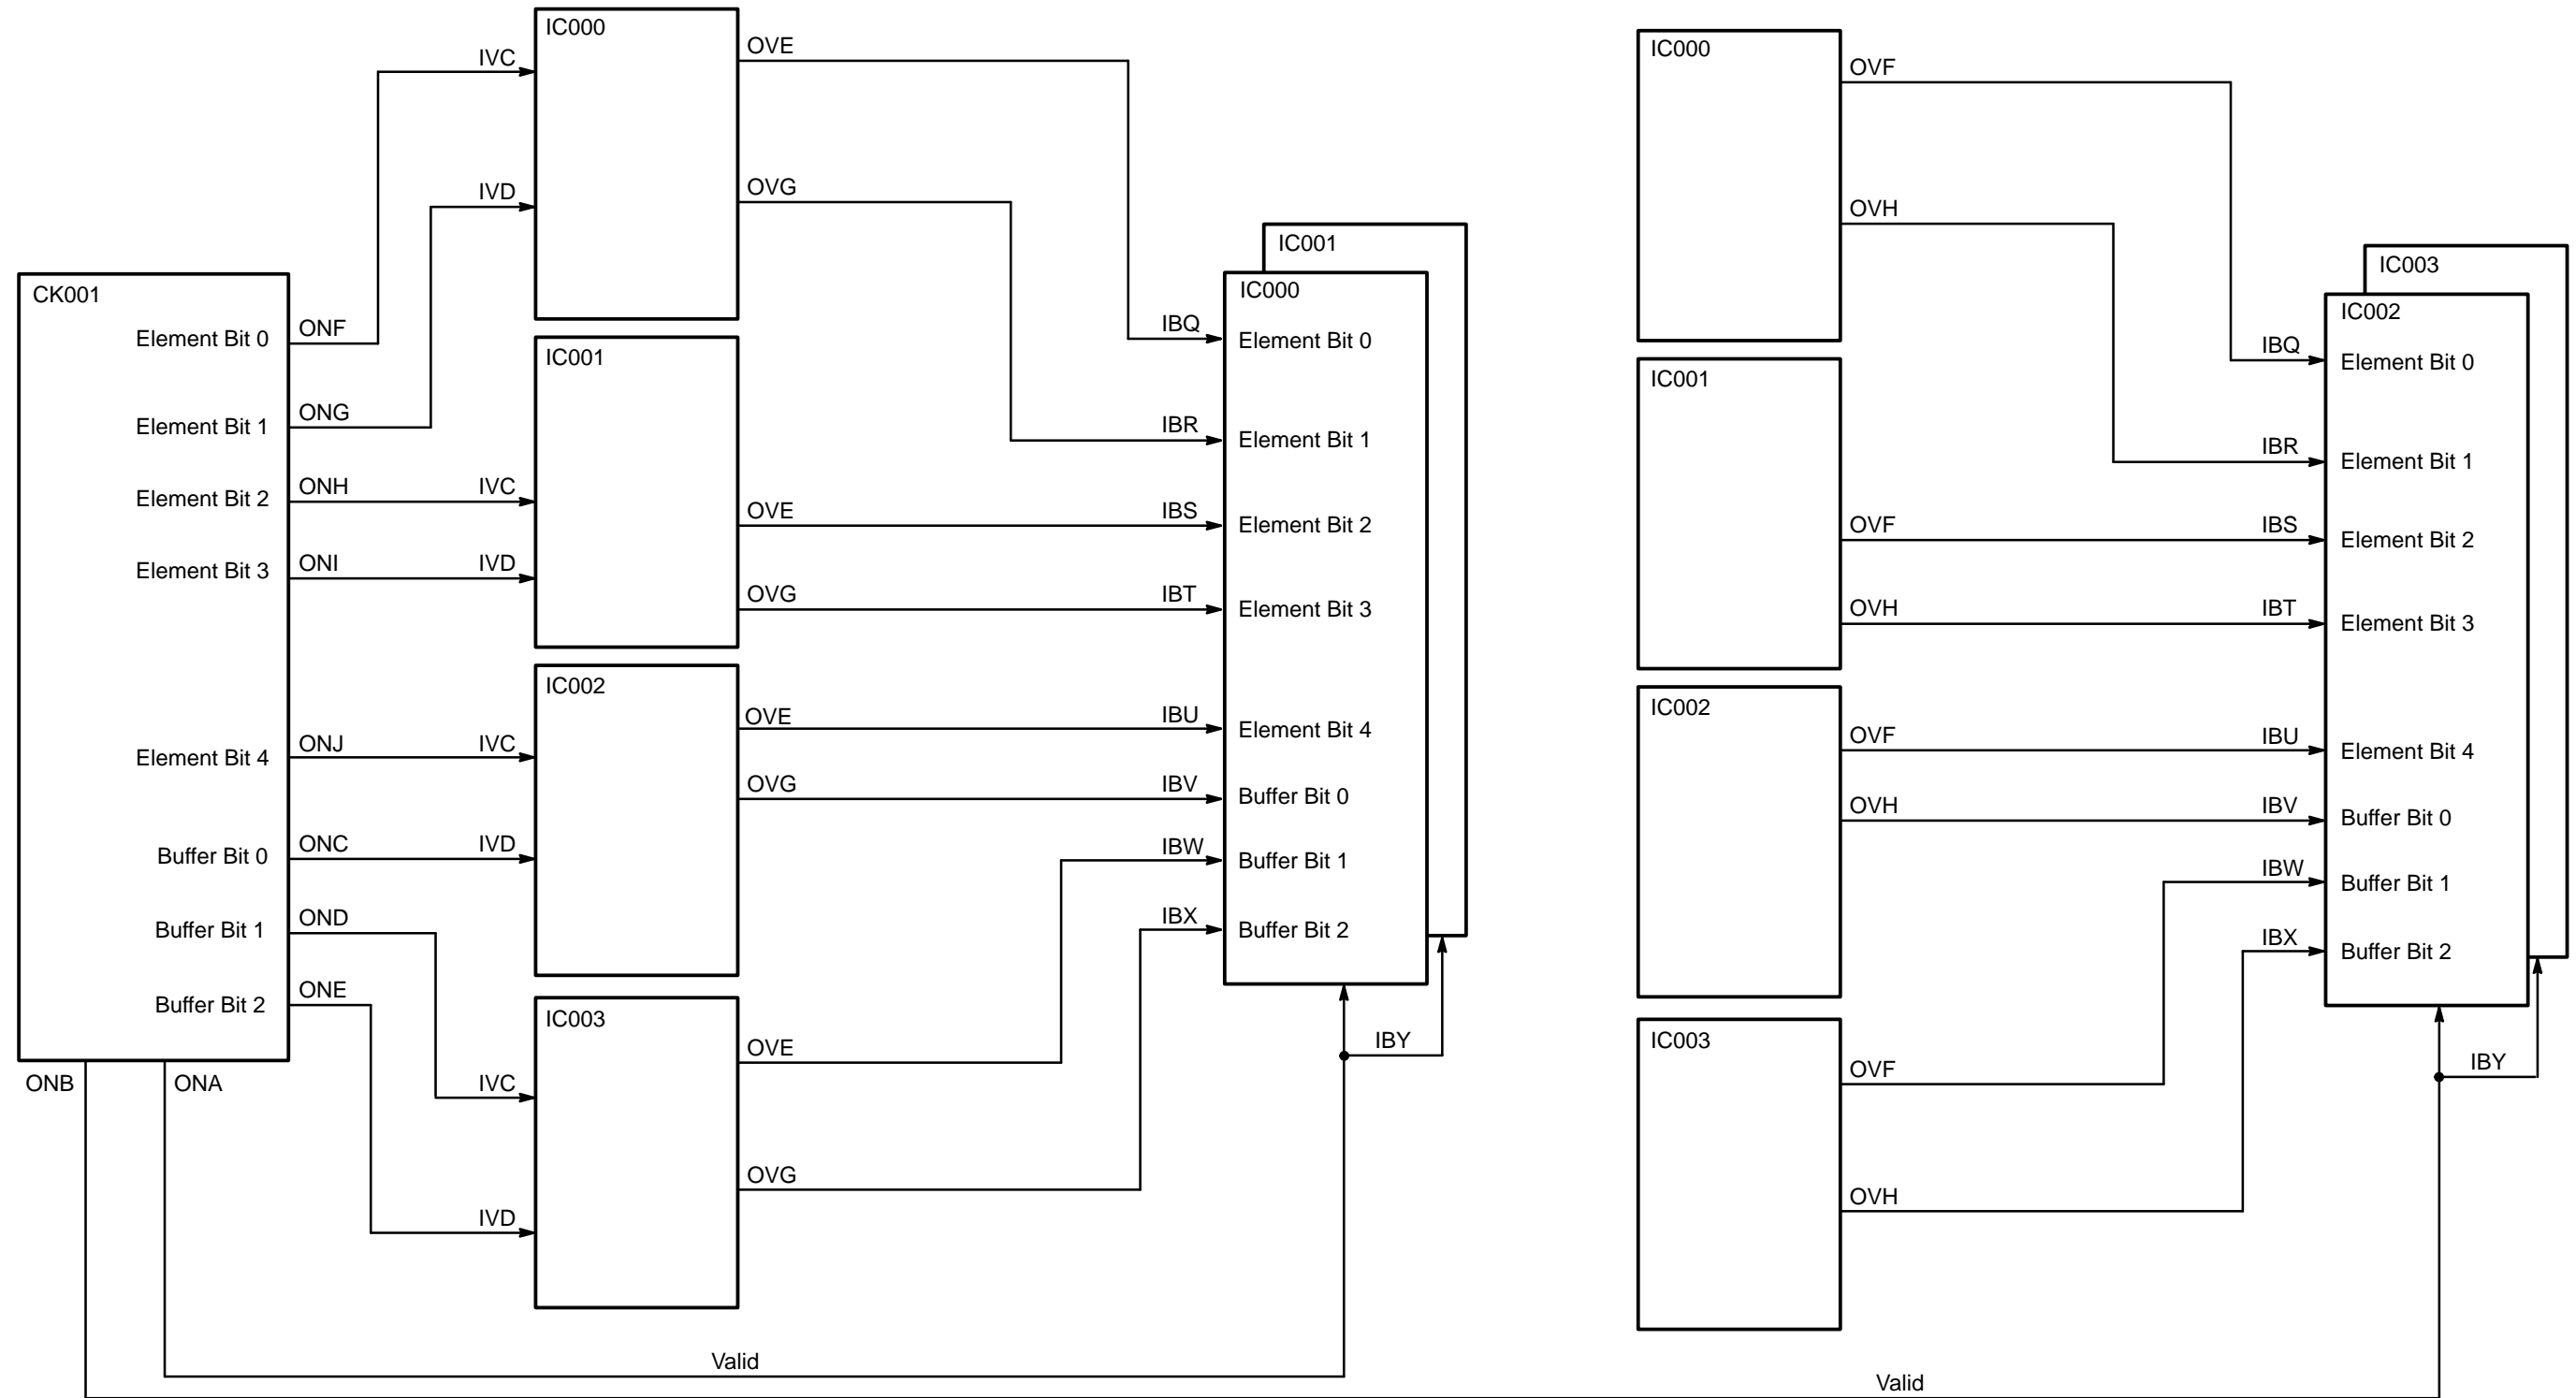 CK001
Element Bit 0
Element Bit 1
Element Bit 2
Element Bit 3
Element Bit 4
Buffer Bit 0
Buffer Bit 1
Buffer Bit 2
ONF
ONG
ONH
ONI
ONJ
ONC
OND
ONE
ONB
ONA
IVC
IVD
IVC
IVD
IVC
IVD
IVC
IVD
IC000
IC001
IC002
IC003
OVE
OVG
OVE
OVG
OVE
OVG
OVE
OVG
IBQ
IBR
IBS
IBT
IBU
IBV
IBW
IBX
IC001
IC000
Element Bit 0
Element Bit 1
Element Bit 2
Element Bit 3
Element Bit 4
Buffer Bit 0
Buffer Bit 1
Buffer Bit 2
IBY
Valid
IC000
IC001
IC002
IC003
OVF
OVH
OVF
OVH
OVF
OVH
OVF
OVH
IBQ
IBR
IBS
IBT
IBU
IBV
IBW
IBX
IC003
IC002
Element Bit 0
Element Bit 1
Element Bit 2
Element Bit 3
Element Bit 4
Buffer Bit 0
Buffer Bit 1
Buffer Bit 2
IBY
Valid